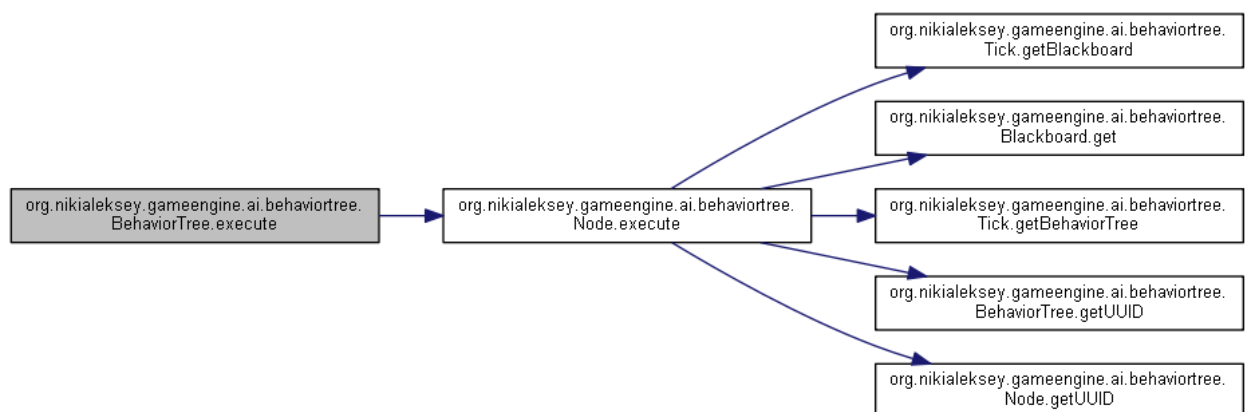 org.nikialeksey.gameengine.ai.behaviortree.
BehaviorTree.execute
org.nikialeksey.gameengine.ai.behaviortree.
Node.execute
org.nikialeksey.gameengine.ai.behaviortree.
Tick.getBlackboard
org.nikialeksey.gameengine.ai.behaviortree.
Blackboard.get
org.nikialeksey.gameengine.ai.behaviortree.
Tick.getBehaviorTree
org.nikialeksey.gameengine.ai.behaviortree.
BehaviorTree.getUUID
org.nikialeksey.gameengine.ai.behaviortree.
Node.getUUID